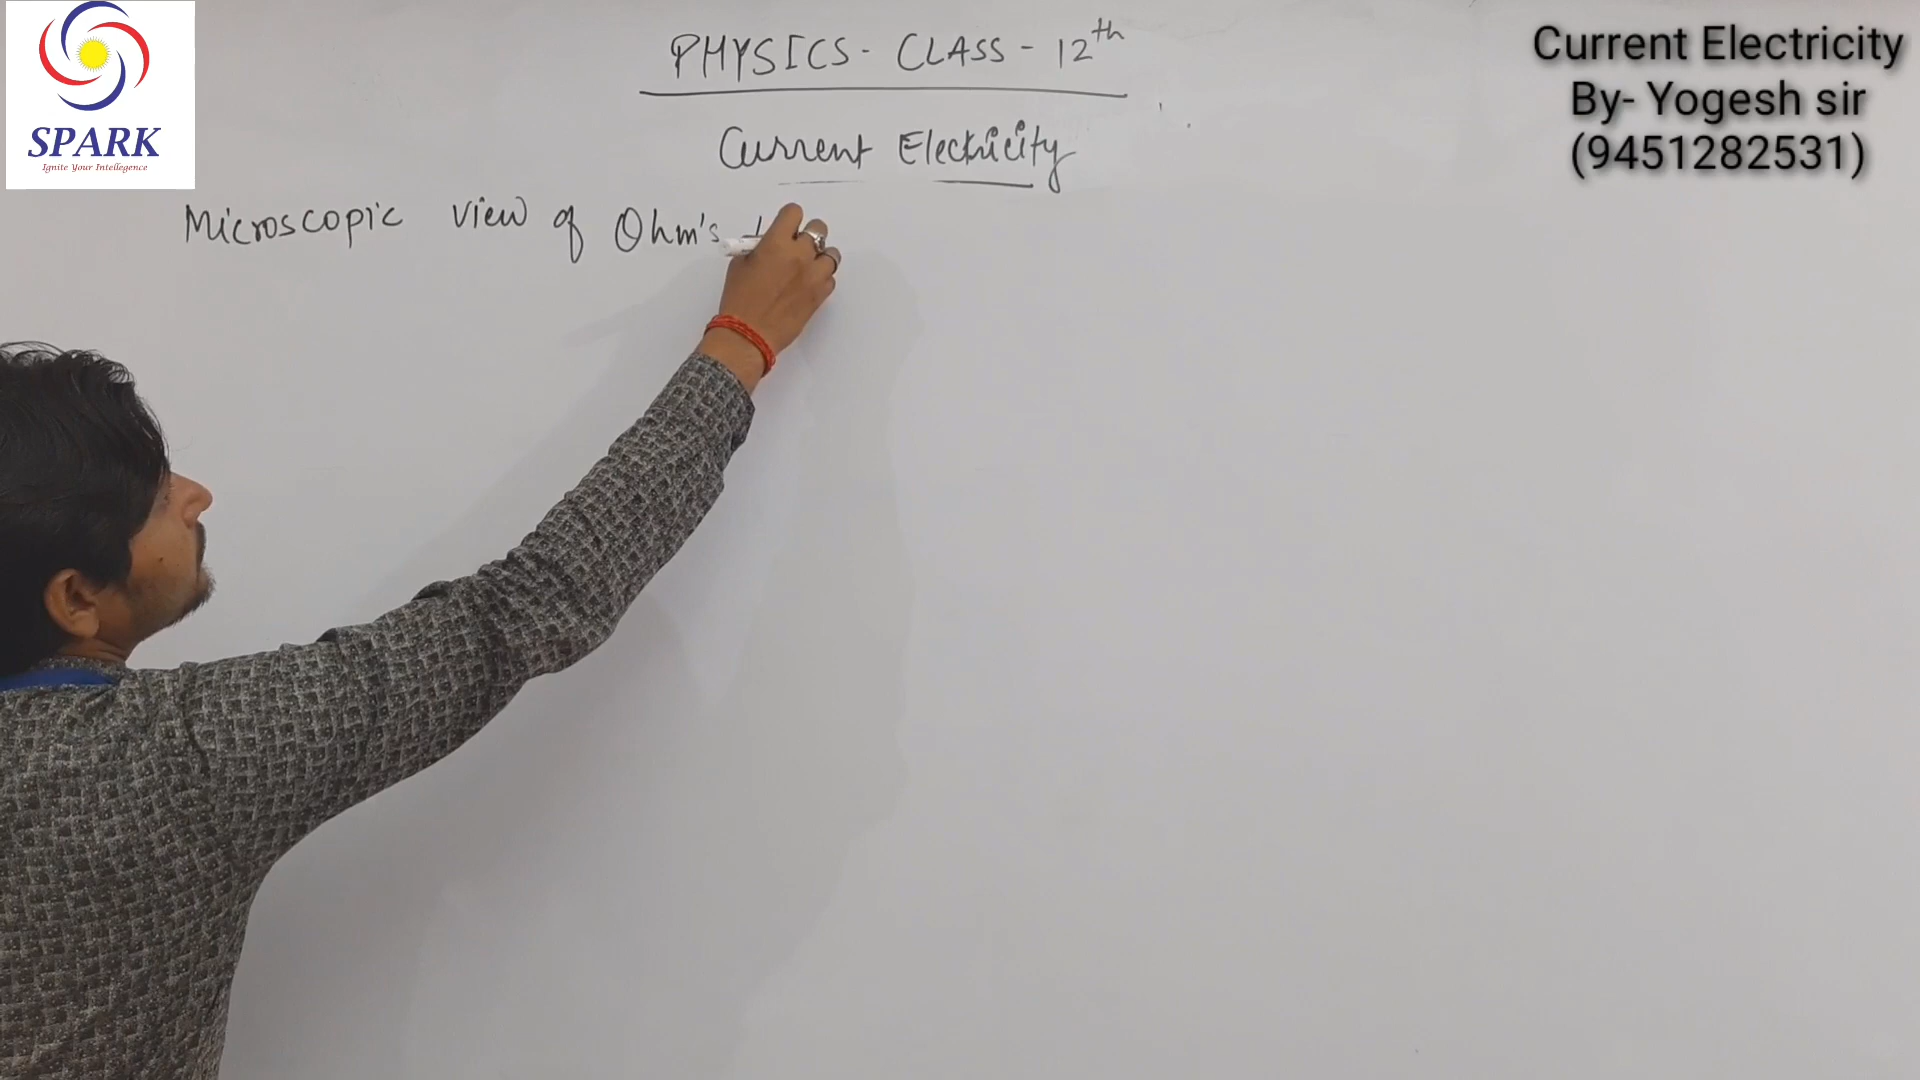 SPARK
Ignite Your Intellegence
PHYSICS - CLASS - 12th
Current Electricity
Microscopic view of Ohm's
Current Electricity
By- Yogesh sir
(9451282531)